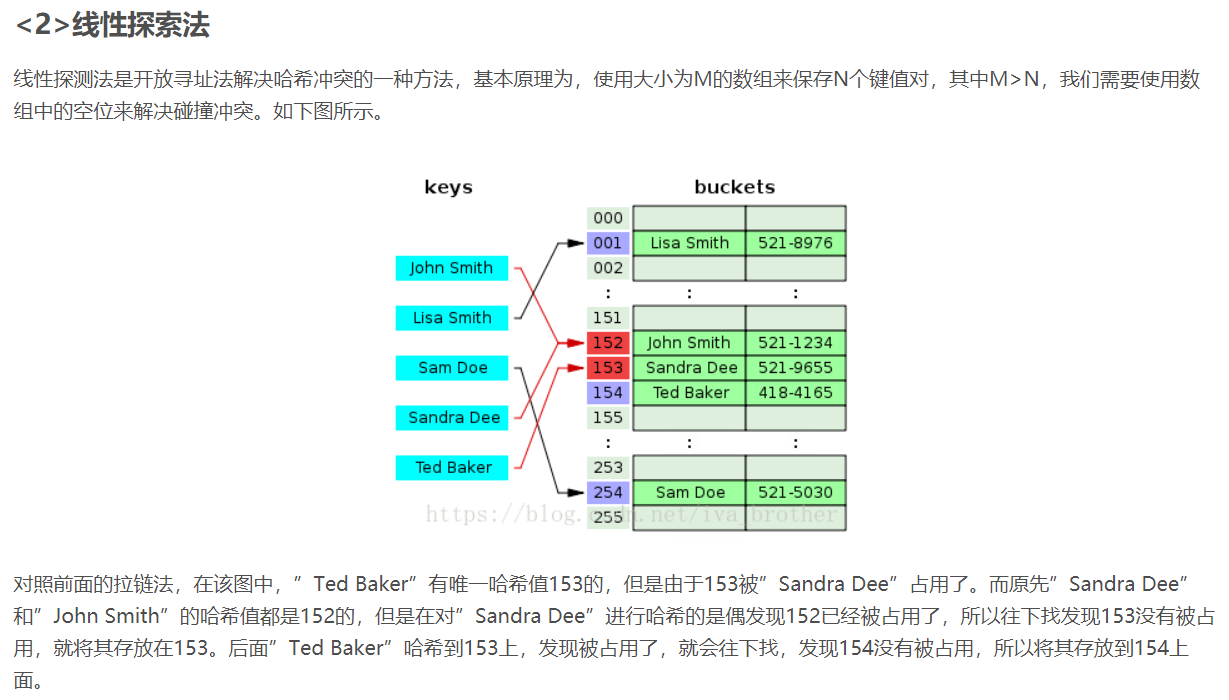 <2>线性探索法
线性探测法是开放寻址法解决哈希冲突的一种方法，基本原理为，使用大小为M的数组来保存N个键值对，其中M>N，我们需要使用数
组中的空位来解决碰撞冲突。如下图所示。
keys buckets
000
001 Lisa Smith 521-8976
John Smith 002
: : :
Lisa Smith 151
152 John Smith 521-1234
Sam Doe 153 Sandra Dee 521-9655
154 Ted Baker 418-4165
Sandra Dee 155
: : :
Ted Baker 253
254 Sam Doe 521-5030
https://blog.csdn.net/iva_brother
255
对照前面的拉链法，在该图中，”Ted Baker”有唯一哈希值153的，但是由于153被”Sandra Dee”占用了。而原先”Sandra Dee”
和”John Smith”的哈希值都是152的，但是在对”Sandra Dee”进行哈希的是偶发现152已经被占用了，所以往下找发现153没有被占
用，就将其存放在153。后面”Ted Baker”哈希到153上，发现被占用了，就会往下找，发现154没有被占用，所以将其存放到154上
面。